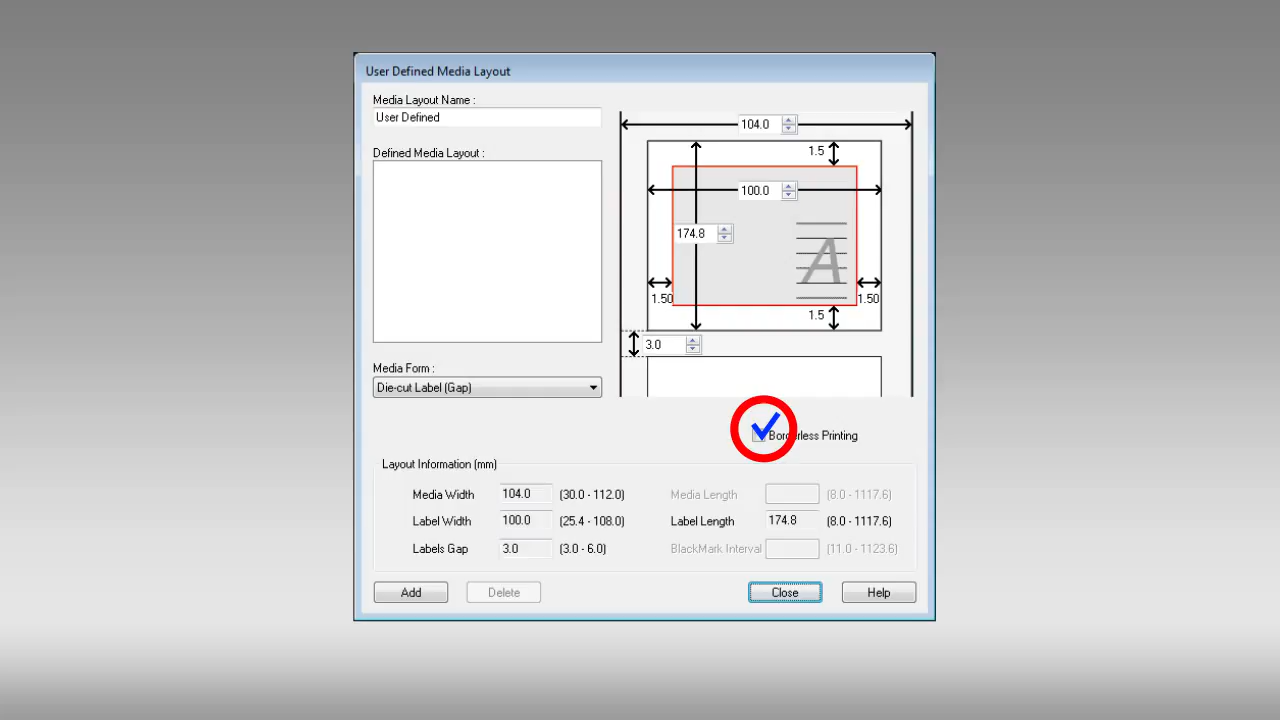 User Defined Media Layout
Media Layout Name :
User Defined
Defined Media Layout :
Media Form :
Die-cut Label (Gap)
104.0
1.5
100.0
174.8
A
1.50
1.50
1.5
3.0
Borderless Printing
Layout Information (mm)
Media Width 104.0 (30.0 - 112.0) Media Length (8.0 - 1117.6)
Label Width 100.0 (25.4 - 108.0) Label Length 174.8 (8.0 - 1117.6)
Labels Gap 3.0 (3.0 - 6.0) BlackMark Interval (11.0 - 1123.6)
Add Delete Close Help